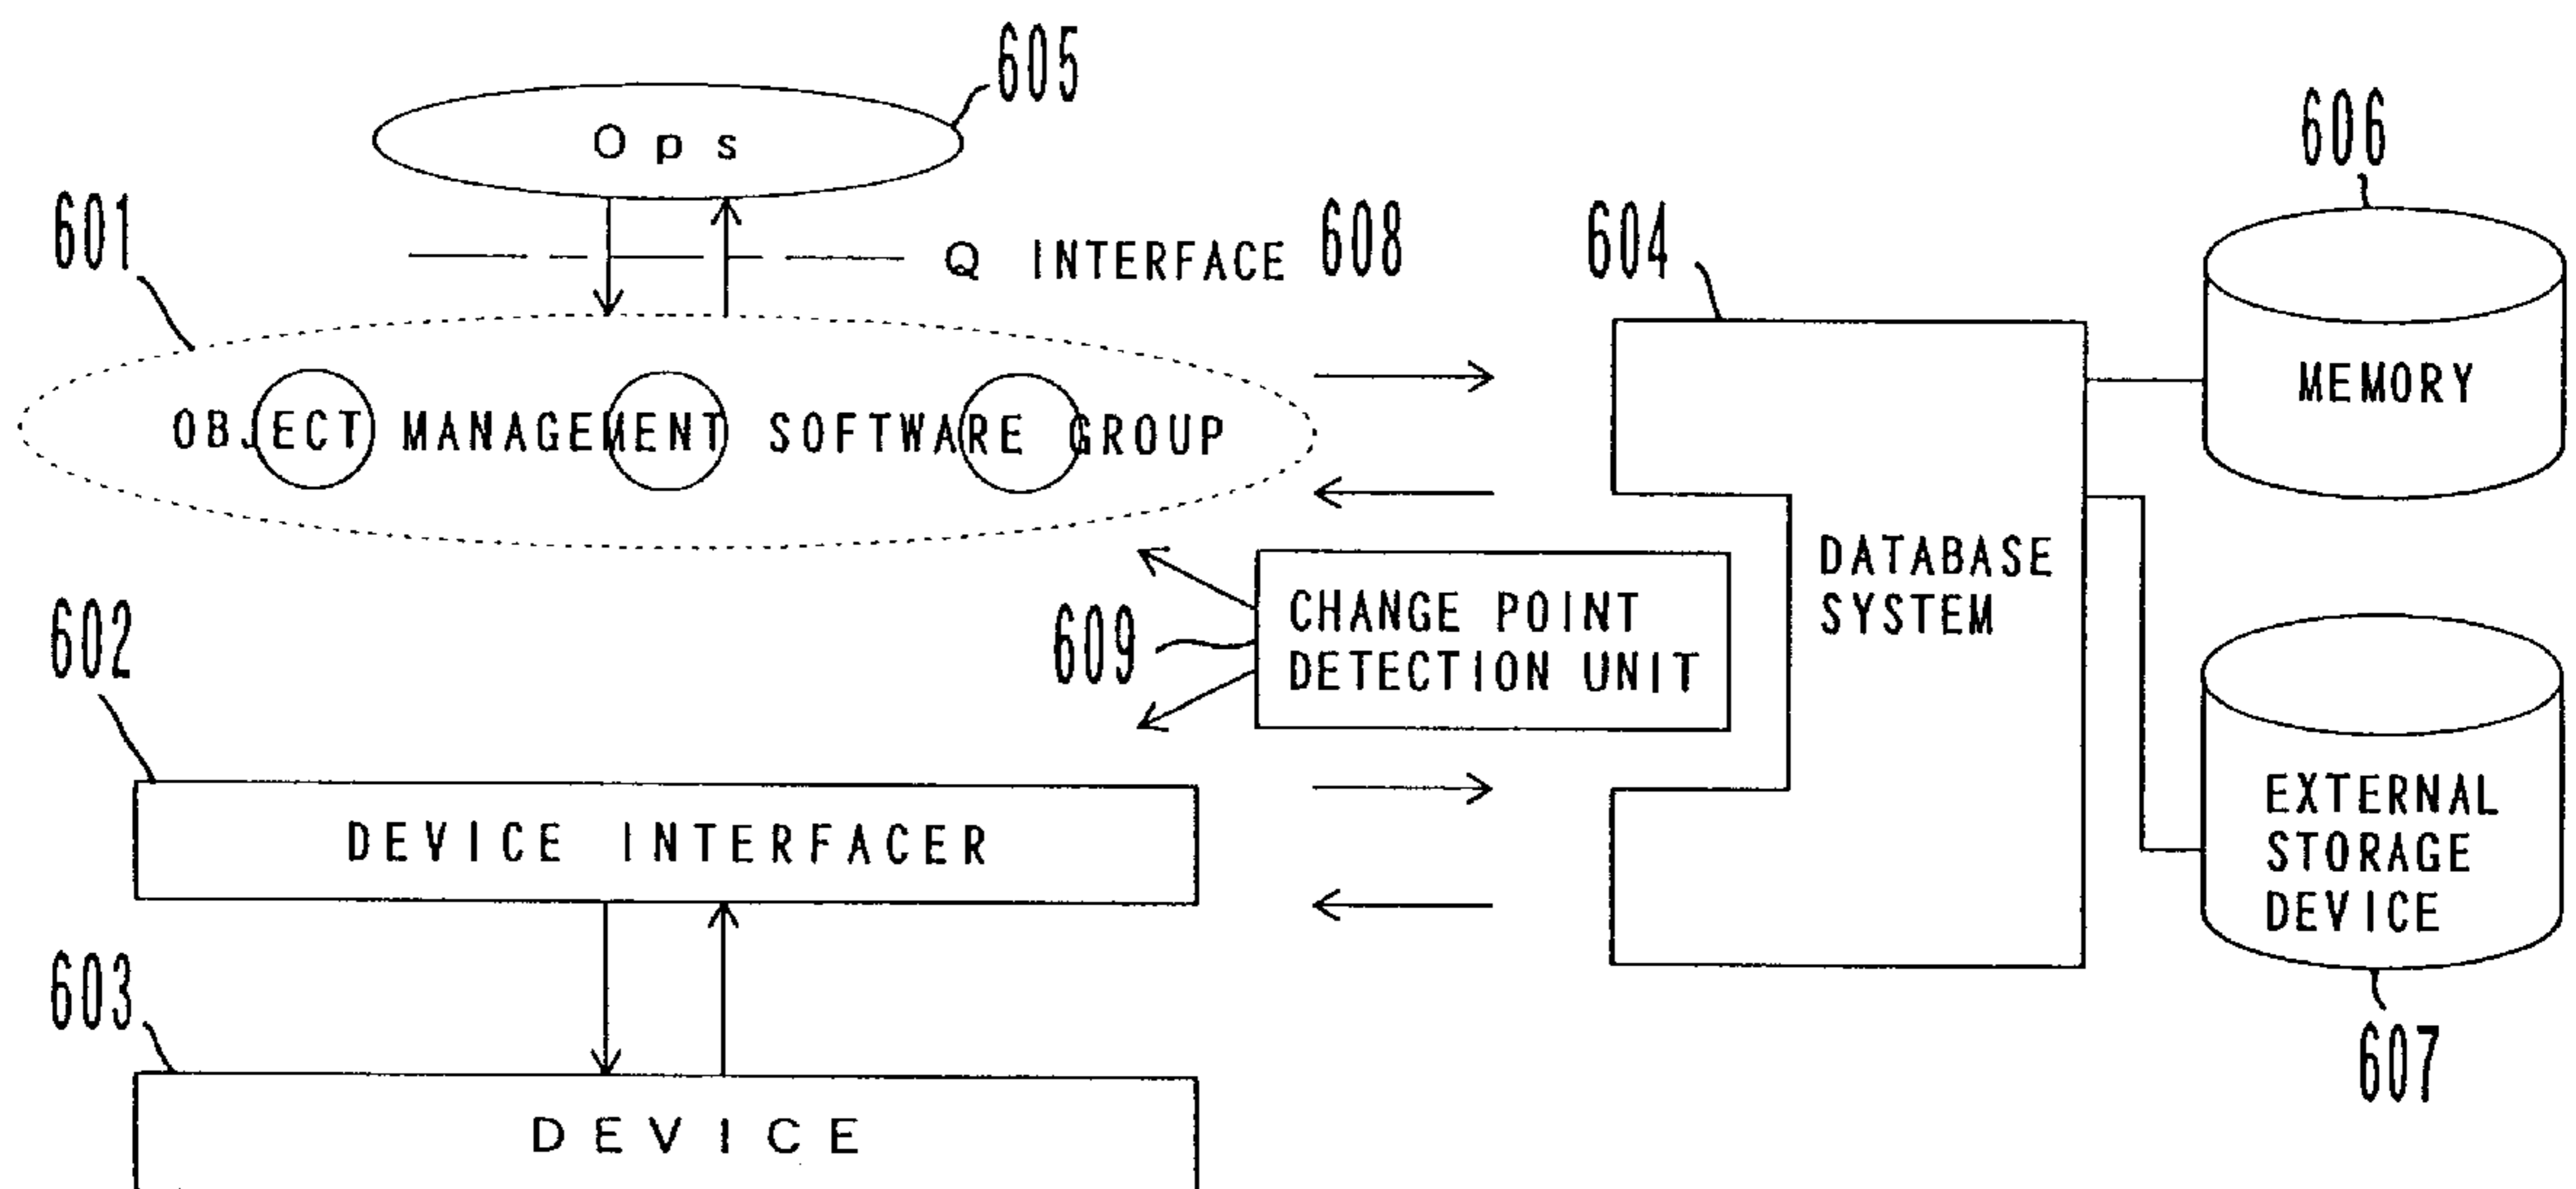 605
Ops
606
601
Q INTERFACE 608
604
MEMORY
OBJECT MANAGEMENT SOFTWARE GROUP
DATABASE
SYSTEM
CHANGE POINT
DETECTION UNIT
609
602
DEVICE INTERFACER
EXTERNAL
STORAGE
DEVICE
603
607
DEVICE